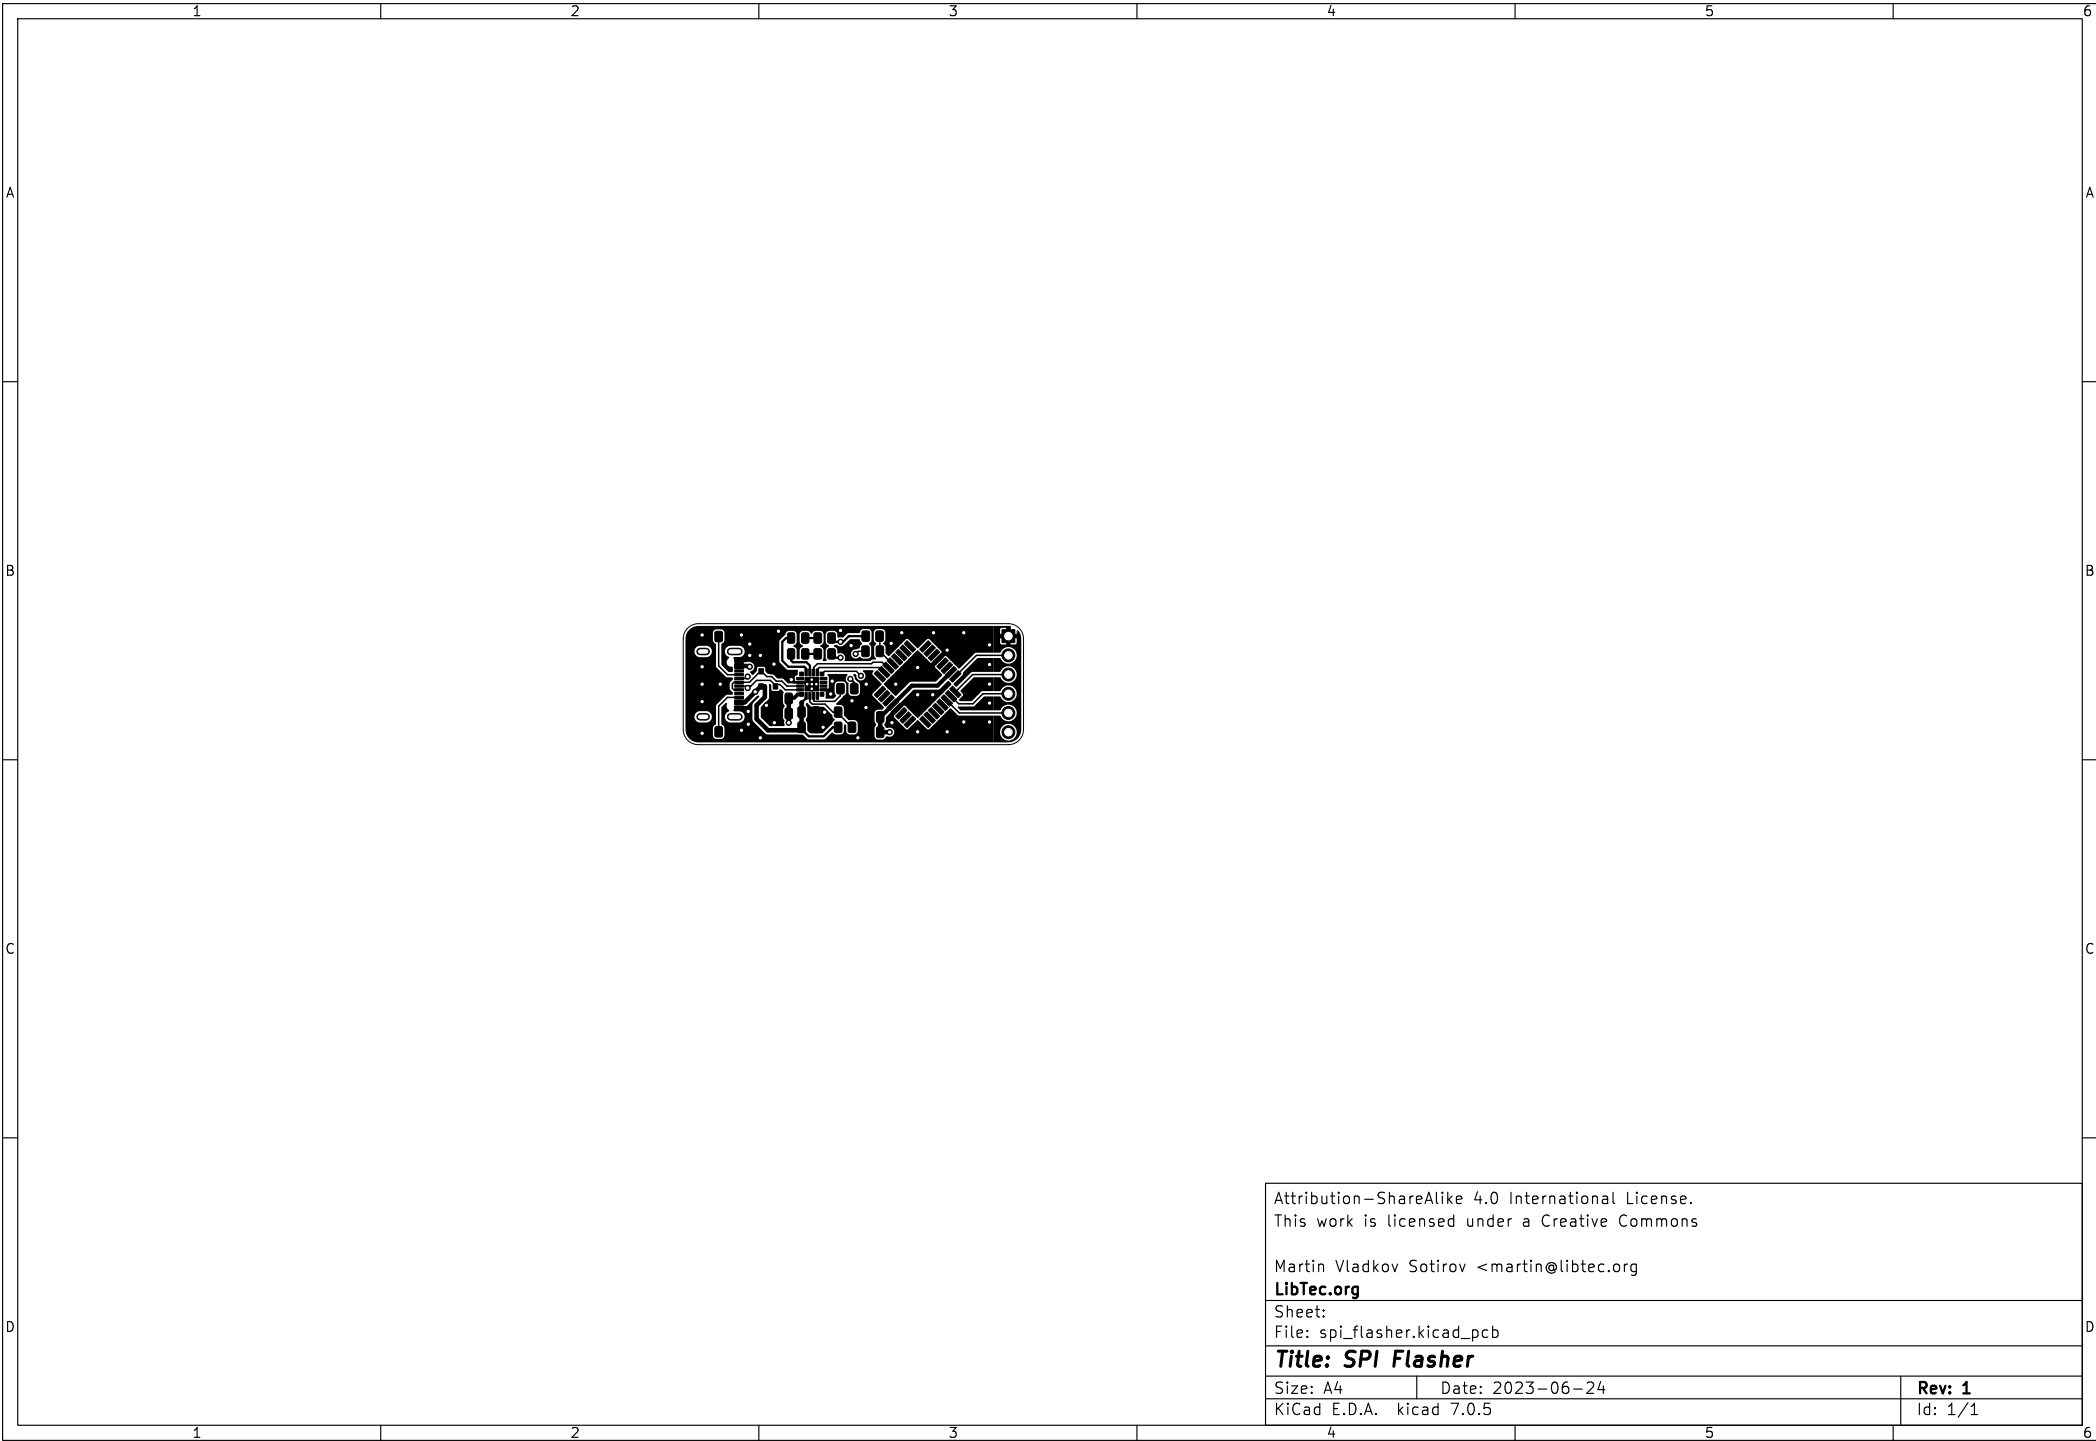 1 2 3 4 5 6
A A
B B
C C
Attribution-ShareAlike 4.0 International License.
This work is licensed under a Creative Commons
Martin Vladkov Sotirov <martin@libtec.org
LibTec.org
Sheet:
File: spi_flasher.kicad_pcb
D D
Title: SPI Flasher
Size: A4 Date: 2023-06-24 Rev: 1
KiCad E.D.A. kicad 7.0.5 Id: 1/1
1 2 3 4 5 6